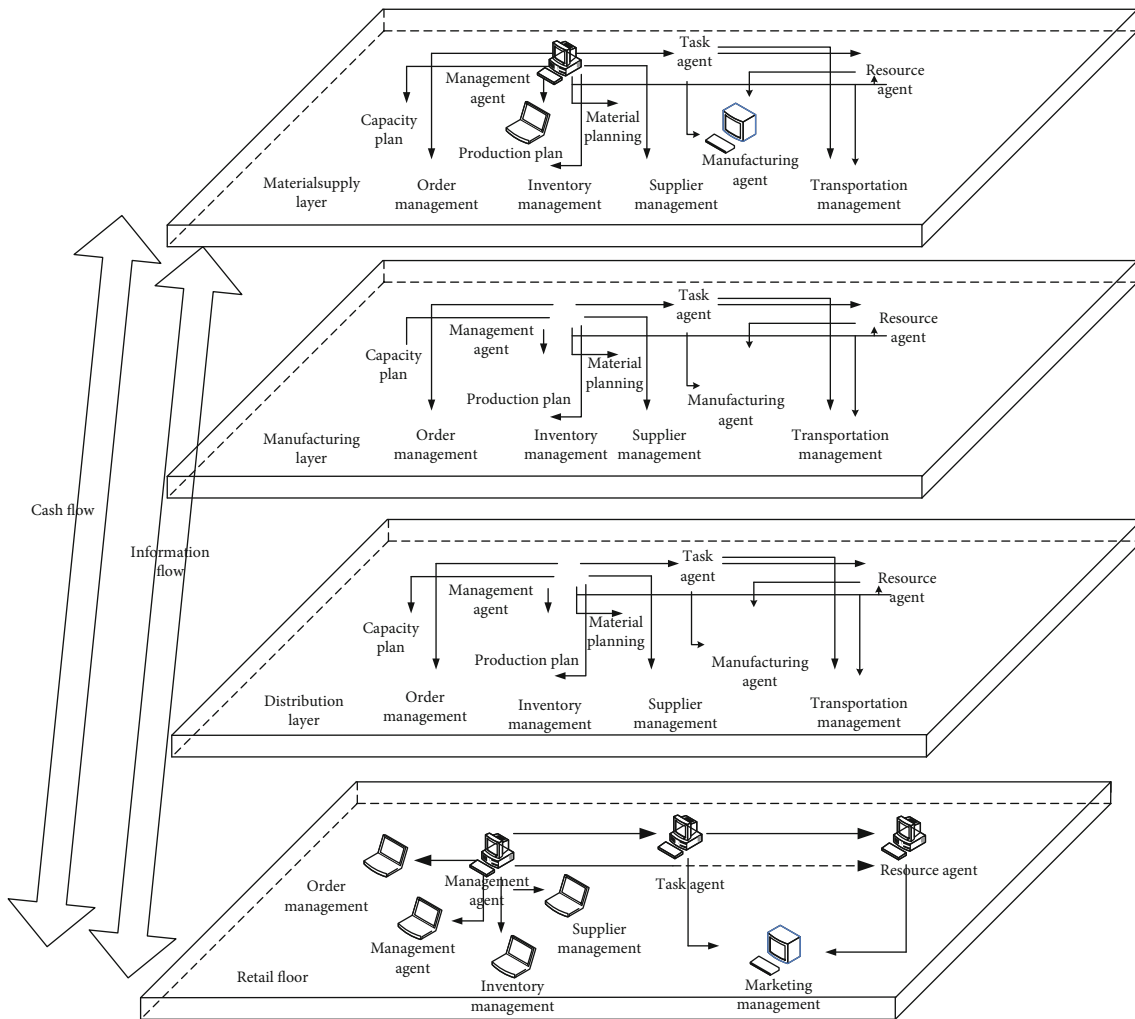 Task
agent
Management
agent
Resource
agent
Capacity
plan
Material
planning
Production plan
Manufacturing
agent
Materialsupply
layer
Order
management
Inventory
management
Supplier
management
Transportation
management
Task
agent
Management
agent
Resource
agent
Capacity
plan
Material
planning
Production plan
Manufacturing
agent
Manufacturing
layer
Order
management
Inventory
management
Supplier
management
Transportation
management
Cash flow
Information
flow
Task
agent
Management
agent
Resource
agent
Capacity
plan
Material
planning
Production plan
Manufacturing
agent
Distribution
layer
Order
management
Inventory
management
Supplier
management
Transportation
management
Order
management
Management
agent
Task agent
Resource agent
Supplier
management
Management
agent
Inventory
management
Marketing
management
Retail floor